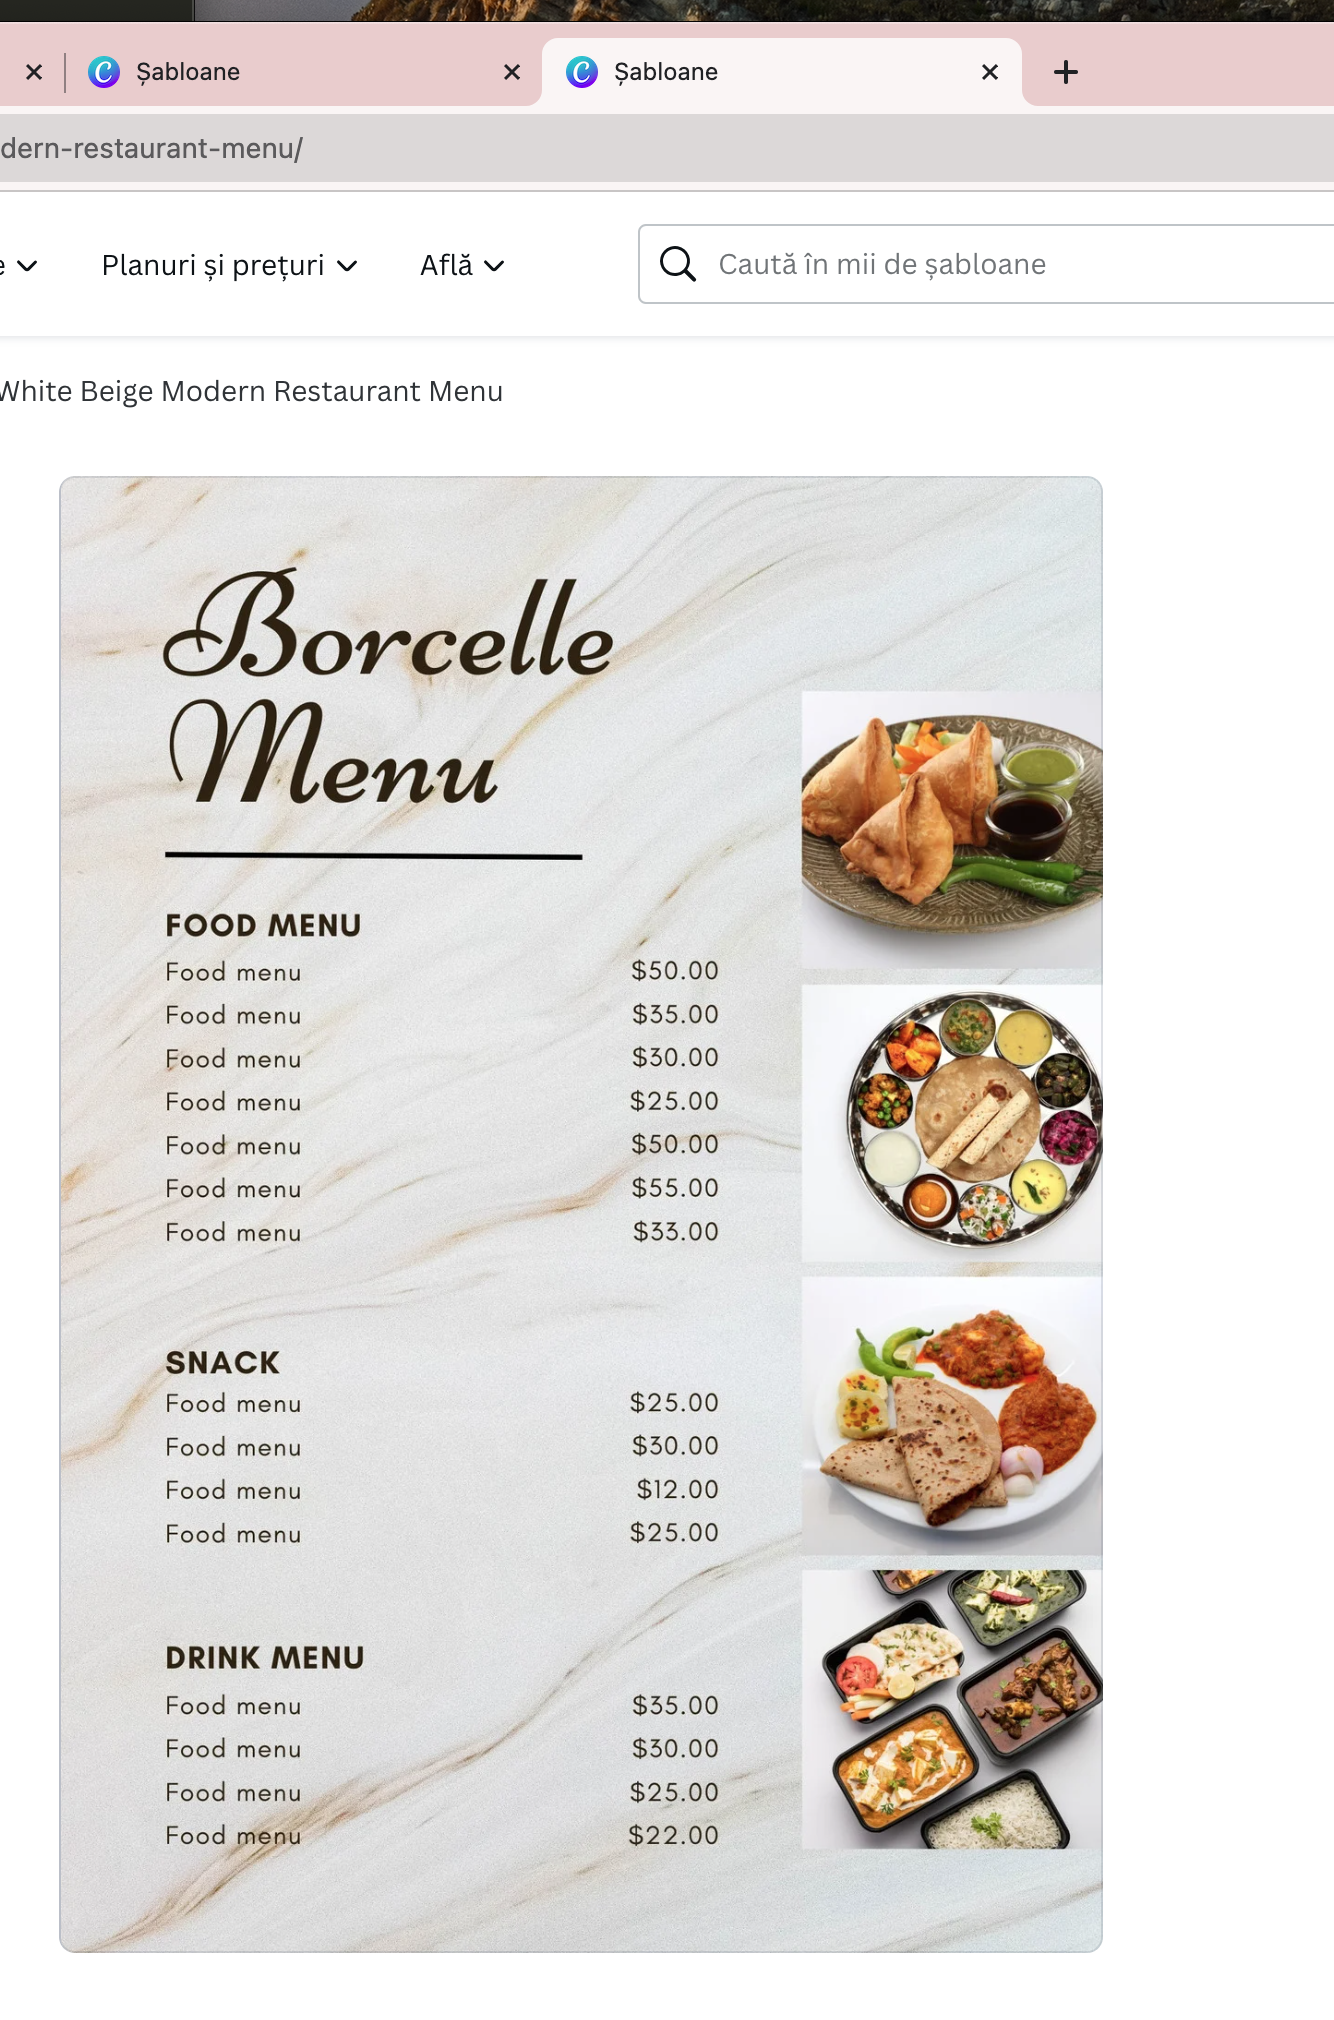 Șabloane
Șabloane
dern-restaurant-menu/
e
Planuri și prețuri
Află
Caută în mii de șabloane
White Beige Modern Restaurant Menu
Borcelle
Menu
FOOD MENU
Food menu $50.00
Food menu $35.00
Food menu $30.00
Food menu $25.00
Food menu $50.00
Food menu $55.00
Food menu $33.00
SNACK
Food menu $25.00
Food menu $30.00
Food menu $12.00
Food menu $25.00
DRINK MENU
Food menu $35.00
Food menu $30.00
Food menu $25.00
Food menu $22.00